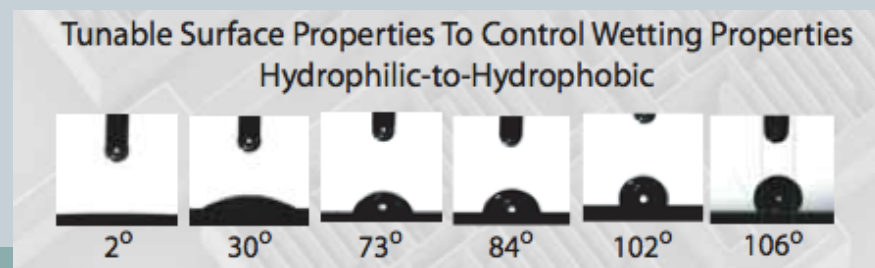 Tunable Surface Properties To Control Wetting Properties
Hydrophilic-to-Hydrophobic
2° 30° 73° 84° 102° 106°